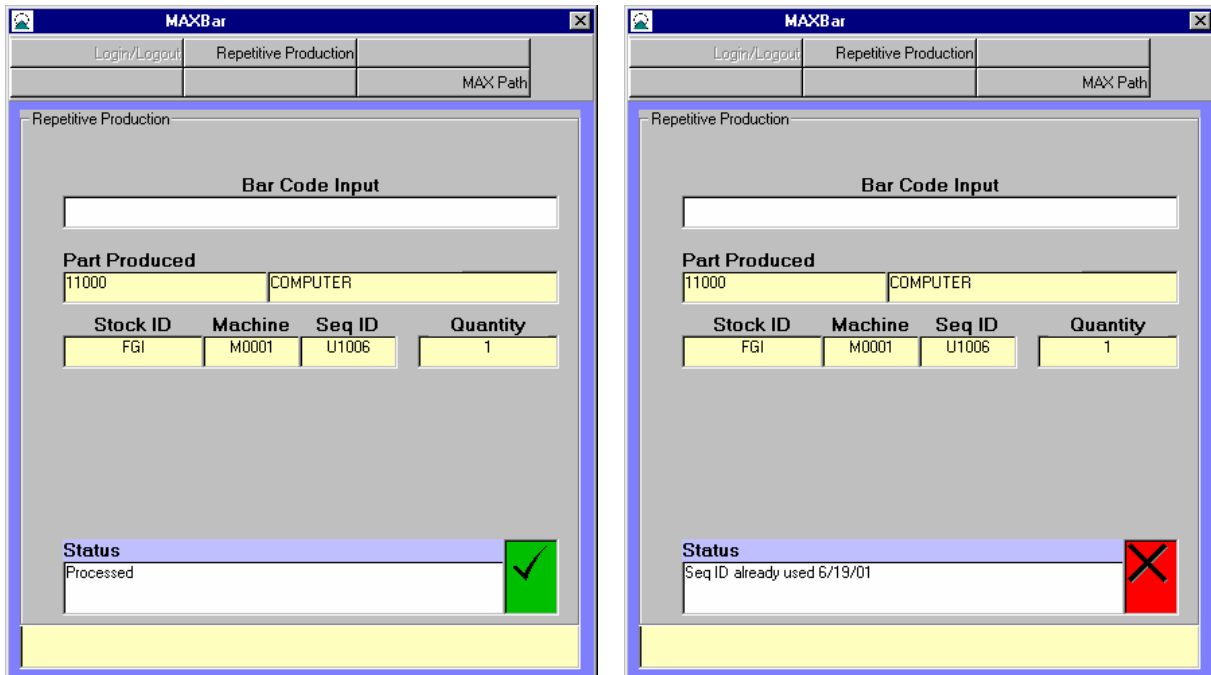 MAXBar
Login/Logout Repetitive Production
MAX Path
Repetitive Production
Bar Code Input
Part Produced
11000 COMPUTER
Stock ID Machine Seq ID Quantity
FGI M0001 U1006 1
Status
Processed
MAXBar
Login/Logout Repetitive Production
MAX Path
Repetitive Production
Bar Code Input
Part Produced
11000 COMPUTER
Stock ID Machine Seq ID Quantity
FGI M0001 U1006 1
Status
Seq ID already used 6/19/01